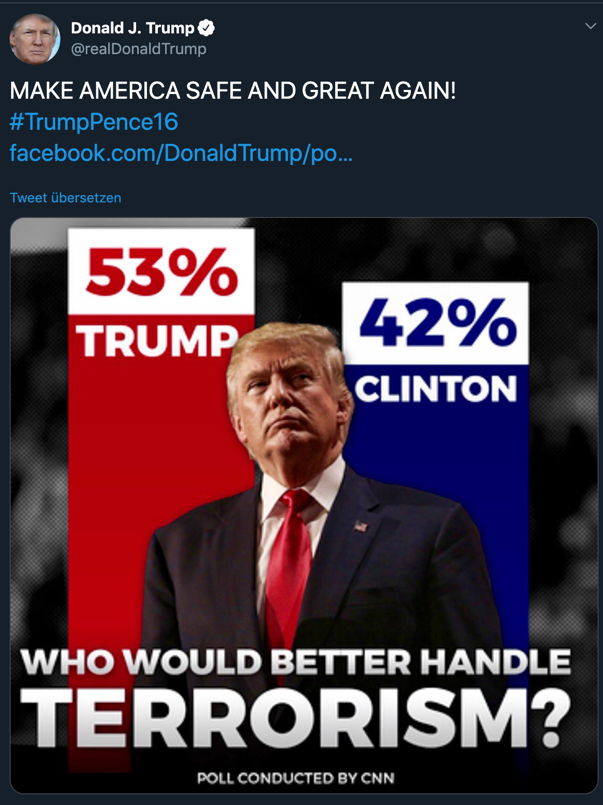 Donald J. Trump
@realDonaldTrump
MAKE AMERICA SAFE AND GREAT AGAIN!
#TrumpPence16
facebook.com/DonaldTrump/po...
Tweet übersetzen
53%
TRUMP
42%
CLINTON
WHO WOULD BETTER HANDLE
TERRORISM?
POLL CONDUCTED BY CNN